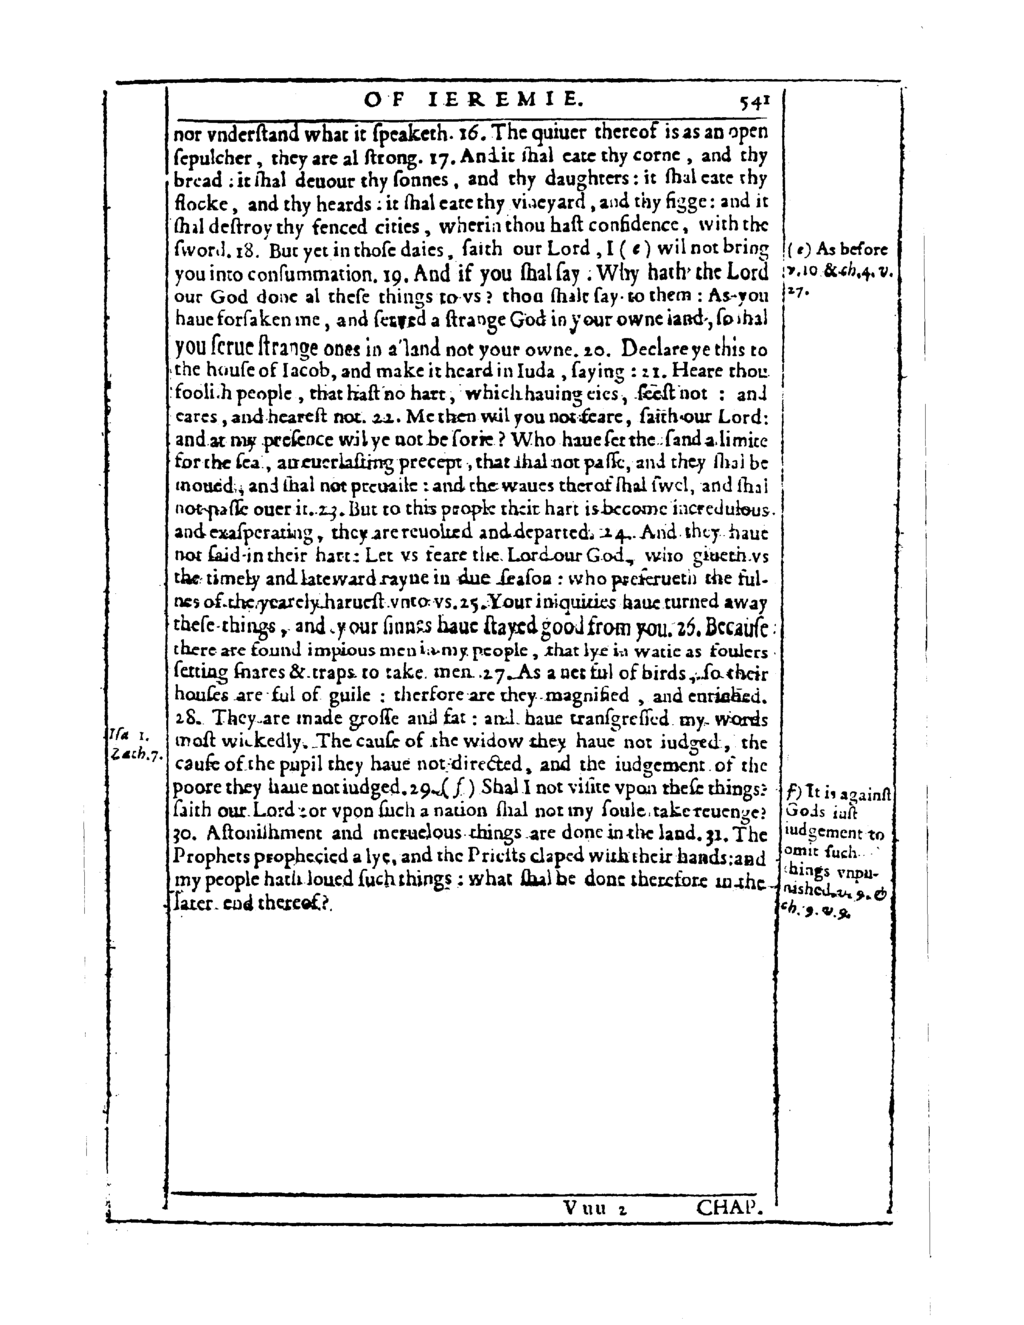 OF IEREMIE. 541
nor vnderſtand what it ſpeaketh. 16. The quiuer thereof is as an open
ſepulcher, they are al ſtrong. 17. And it ſhal eate thy corne, and thy
bread: it ſhal deuour thy ſonnes, and thy daughters: it ſhal eate thy
flocke, and thy heards: it ſhal eate thy vineyard, and thy figge: and it
ſhal deſtroy thy fenced cities, wherin thou haſt confidence, with the
ſword. 18. But yet in thoſe daies, ſaith our Lord, I (e) wil not bring
you into conſummation. 19. And if you ſhal ſay: Why hath the Lord
our God done al theſe things to vs? thou ſhalt ſay to them: As you
haue forſaken me, and ſerued a ſtrange God in your owne land, ſo ſhal
you ſerue ſtrange ones in a land not your owne. 20. Declare ye this to
the houſe of Iacob, and make it heard in Iuda, ſaying: 21. Heare thou
fooliſh people, that haſt no hart, which hauing eies, ſeeſt not: and
eares, and heareſt not. 22. Me then wil you not feare, ſaith our Lord:
and at my preſence wil ye not be ſorie? Who haue ſet the ſand a limite
for the ſea, an euerlaſting precept, that ſhal not paſſe, and they ſhal be
moued, and ſhal not preuaile: and the waues therof ſhal ſwel, and ſhal
not paſſe ouer it. 23. But to this people their hart is become incredulous
and exaſperating, they are reuolted and departed. 24. And they haue
not ſaid in their hart: Let vs feare the Lord our God, who giueth vs
the timely and lateward rayne in due ſeaſon: who preſerueth the ful-
nes of the yearely harueſt vnto vs. 25. Your iniquities haue turned away
theſe things, and your ſinnes haue ſtayed good from you. 26. Becauſe
there are found impious men in my people, that lye in waite as foulers
ſetting ſnares & traps to take men. 27. As a net ful of birds, ſo their
houſes are ful of guile: therfore are they magnified, and enriched.
28. They are made groſſe and fat: and haue tranſgreſſed my words
moſt wickedly. The cauſe of the widow they haue not iudged, the
cauſe of the pupil they haue not directed, and the iudgement of the
poore they haue not iudged. 29. (f) Shal I not viſite vpon theſe things?
ſaith our Lord: or vpon ſuch a nation ſhal not my ſoule take reuenge?
30. Aſtoniſhment and merueilous things are done in the land. 31. The
Prophets prophecied a lye, and the Prieſts claped with their hands: and
my people hath loued ſuch things: what ſhal be done therefore in the
later end thereof?
(e) As before
v. 10 & ch. 4. v.
27.
Iſa 1.
Zach. 7.
f) It is againſt
Gods iuſt
iudgement to
omit ſuch
things vnpu-
niſhed. v. 9. &
ch. 9. v. 9.
Vuu 2 CHAP.